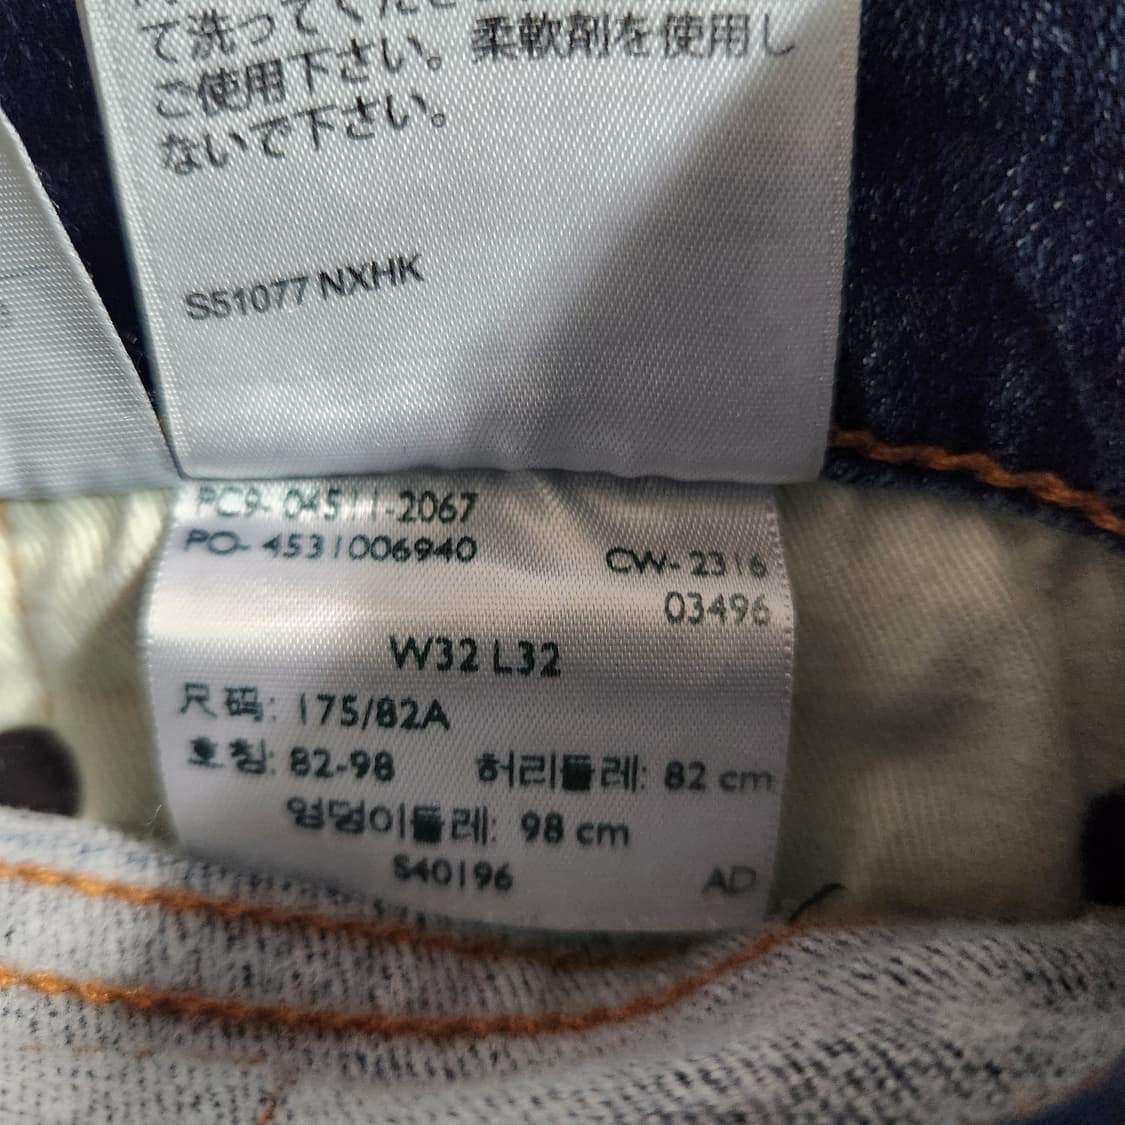 て洗ってくださ
ご使用下さい。柔軟剤を使用し
ないで下さい。
S51077 NXHK
PC9-04511-2067
PO-4531006940
CW-2316
03496
W32 L32
尺码: 175/82A
호칭: 82-98 허리둘레: 82 cm
엉덩이둘레: 98 cm
S40196
AD